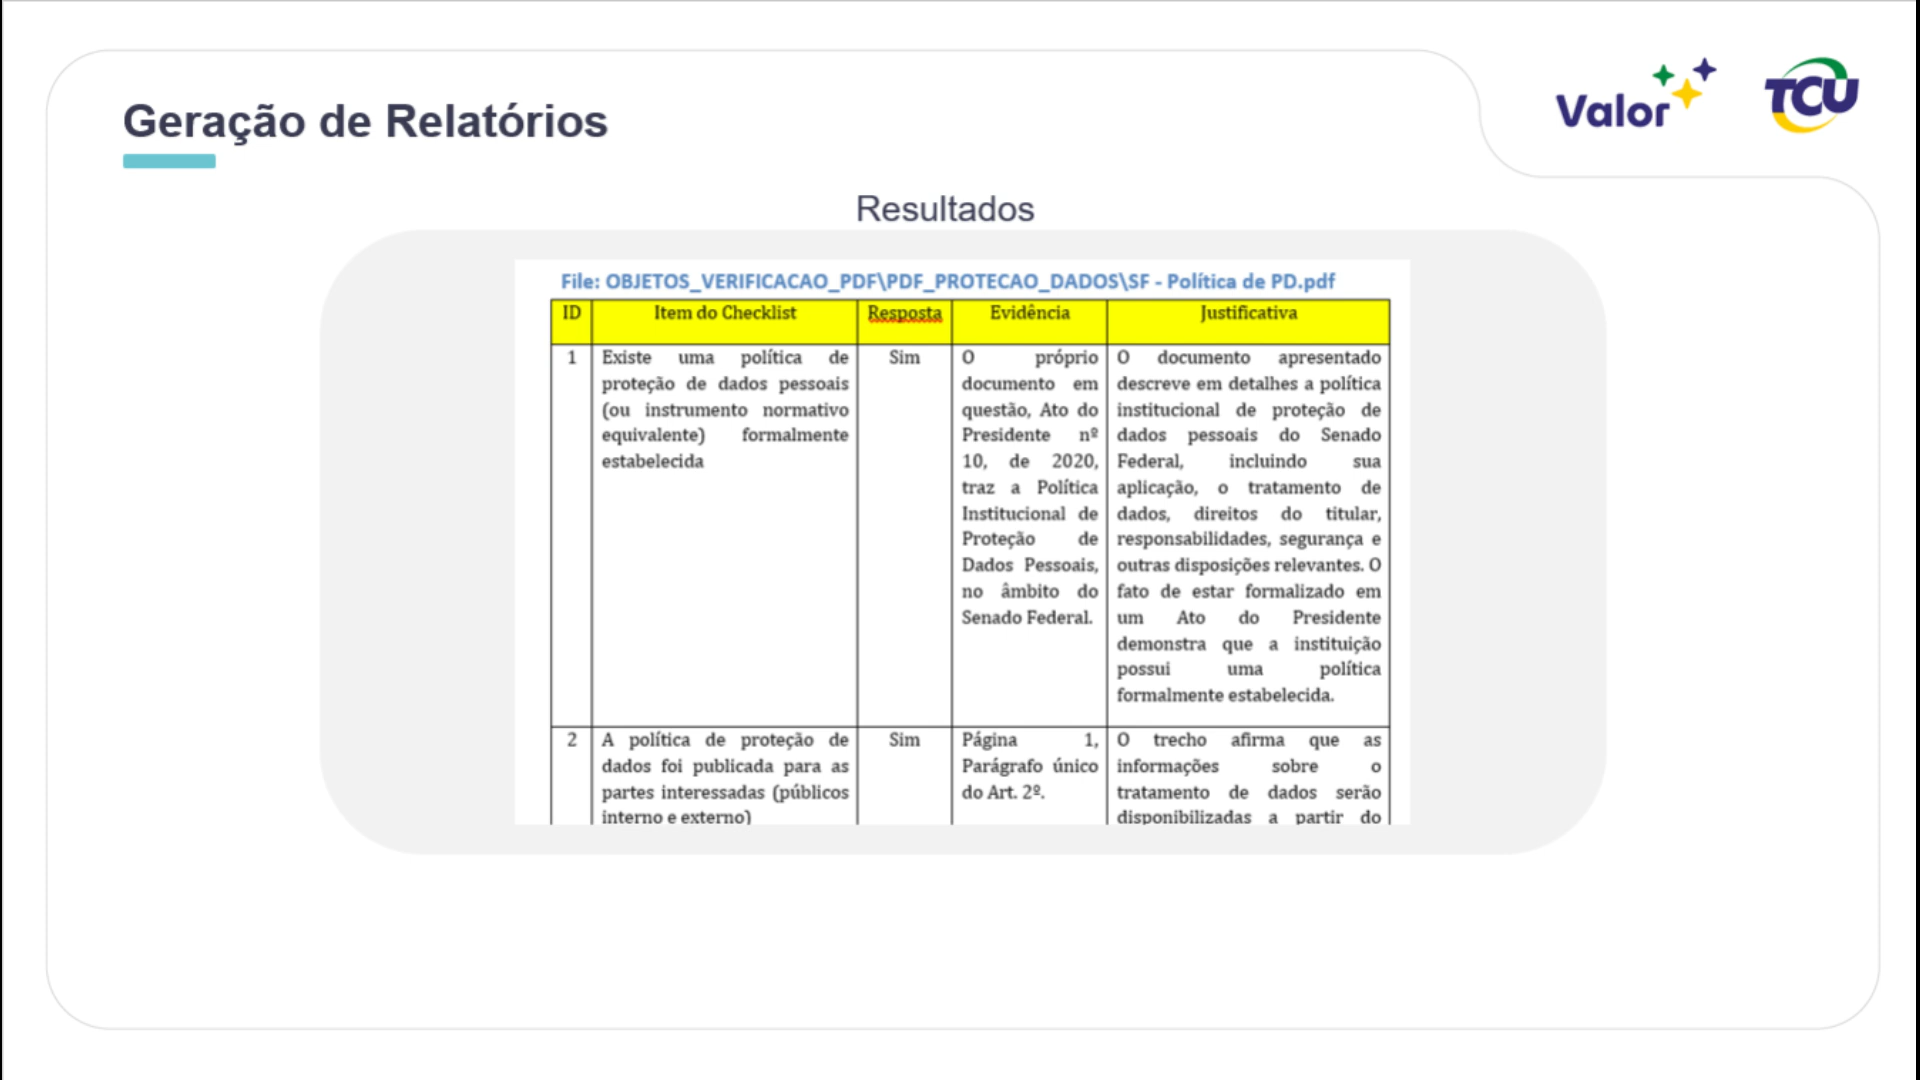 Geração de Relatórios
Valor
TCU
Resultados
File: OBJETOS_VERIFICACAO_PDF\PDF_PROTECAO_DADOS\SF - Política de PD.pdf
ID
Item do Checklist
Resposta
Evidência
Justificativa
1
Existe uma política de
proteção de dados pessoais
(ou instrumento normativo
equivalente) formalmente
estabelecida
Sim
O próprio
documento em
questão, Ato do
Presidente nº
10, de 2020,
traz a Política
Institucional de
Proteção de
Dados Pessoais,
no âmbito do
Senado Federal.
O documento apresentado
descreve em detalhes a política
institucional de proteção de
dados pessoais do Senado
Federal, incluindo sua
aplicação, o tratamento de
dados, direitos do titular,
responsabilidades, segurança e
outras disposições relevantes. O
fato de estar formalizado em
um Ato do Presidente
demonstra que a instituição
possui uma política
formalmente estabelecida.
2
A política de proteção de
dados foi publicada para as
partes interessadas (públicos
interno e externo)
Sim
Página 1,
Parágrafo único
do Art. 2º.
O trecho afirma que as
informações sobre o
tratamento de dados serão
disponibilizadas a partir do